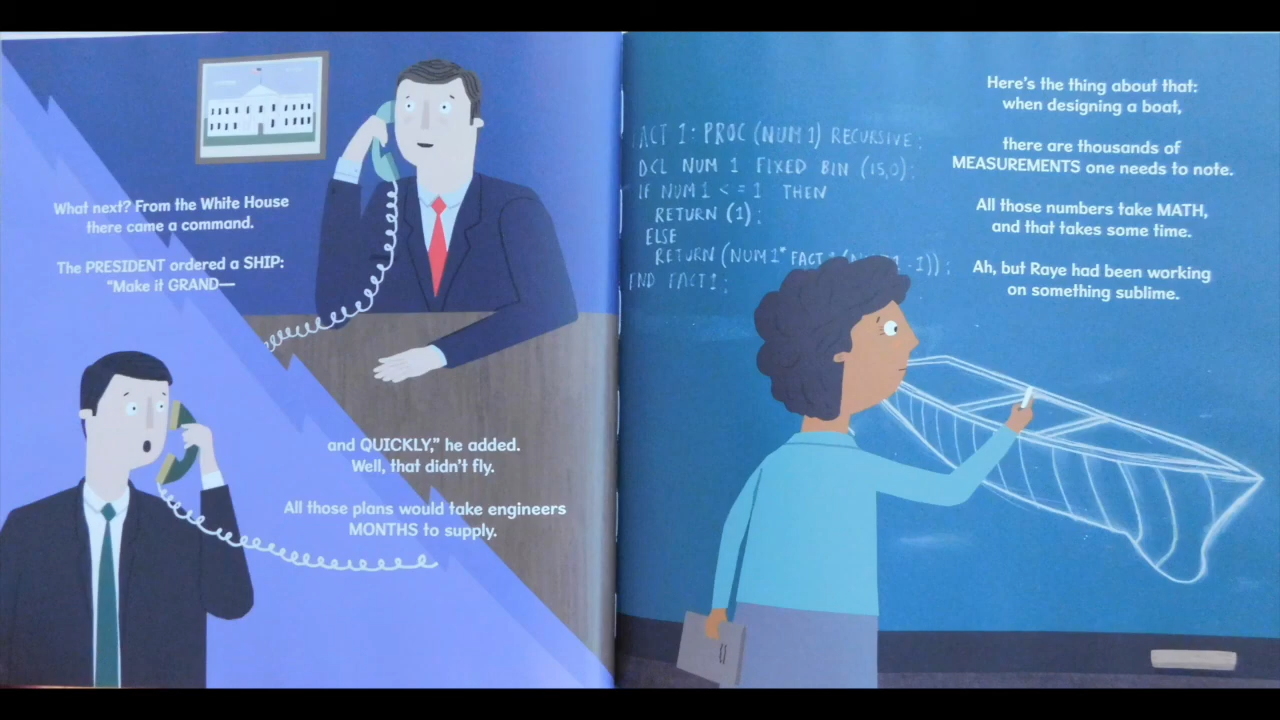 What next? From the White House
there came a command.
The PRESIDENT ordered a SHIP:
"Make it GRAND—
and QUICKLY," he added.
Well, that didn't fly.
All those plans would take engineers
MONTHS to supply.
ACT 1: PROC (NUM 1) RECURSIVE;
DCL NUM 1 FIXED BIN (15,0);
IF NUM 1 <= 1 THEN
RETURN (1);
ELSE
RETURN (NUM 1* FACT
END FACT 1;
Here's the thing about that:
when designing a boat,
there are thousands of
MEASUREMENTS one needs to note.
All those numbers take MATH,
and that takes some time.
Ah, but Raye had been working
on something sublime.